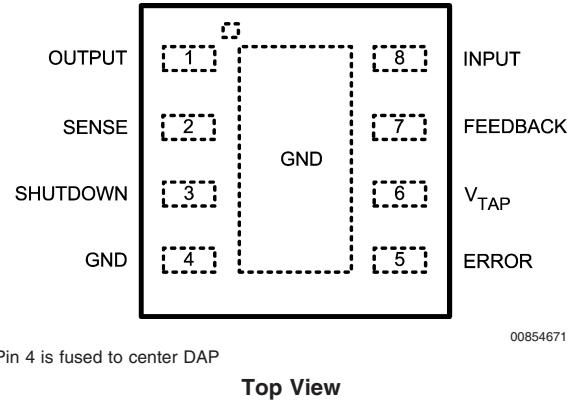 OUTPUT 1 8 INPUT
SENSE 2 7 FEEDBACK
GND
SHUTDOWN 3 6 VTAP
GND 4 5 ERROR
00854671
Pin 4 is fused to center DAP
Top View